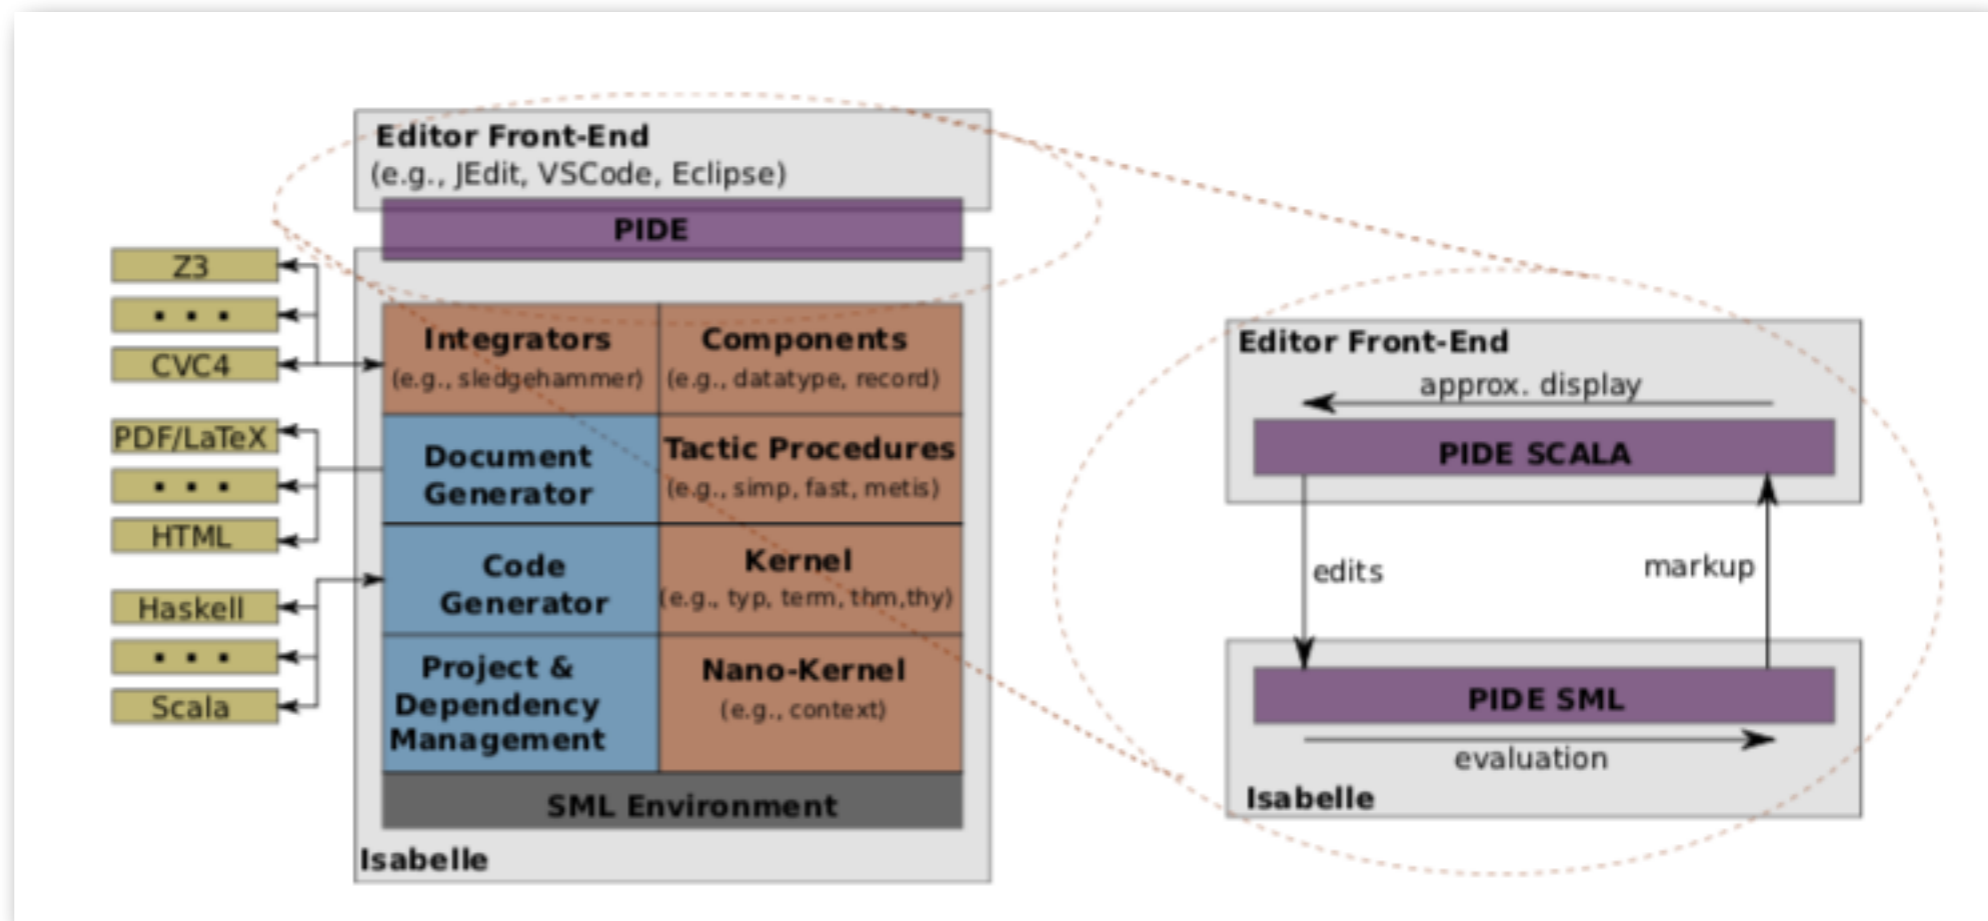 Editor Front-End
(e.g., JEdit, VSCode, Eclipse)
PIDE
Z3
...
CVC4
PDF/LaTeX
...
HTML
Haskell
...
Scala
Integrators
(e.g., sledgehammer)
Components
(e.g., datatype, record)
Document
Generator
Tactic Procedures
(e.g., simp, fast, metis)
Code
Generator
Kernel
(e.g., typ, term, thm,thy)
Project &
Dependency
Management
Nano-Kernel
(e.g., context)
SML Environment
Isabelle
Editor Front-End
approx. display
PIDE SCALA
edits
markup
PIDE SML
evaluation
Isabelle